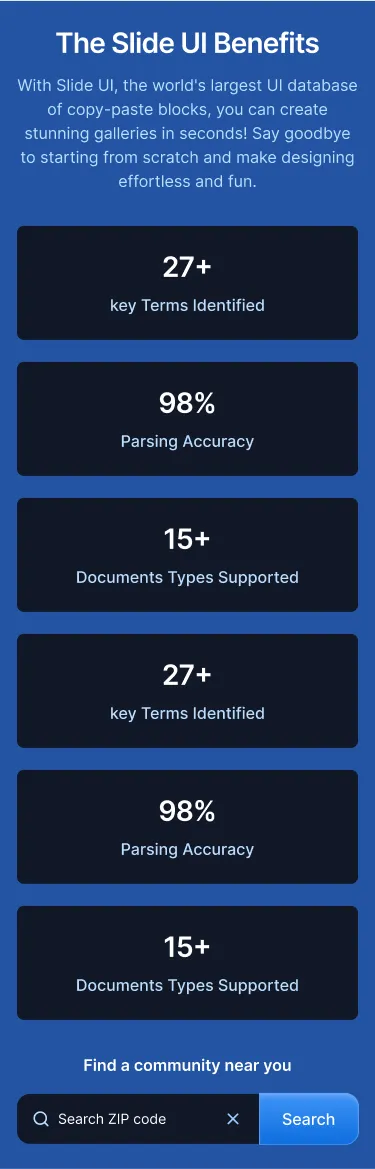 The Slide UI Benefits
With Slide UI, the world's largest UI database
of copy-paste blocks, you can create
stunning galleries in seconds! Say goodbye
to starting from scratch and make designing
effortless and fun.
27+
key Terms Identified
98%
Parsing Accuracy
15+
Documents Types Supported
27+
key Terms Identified
98%
Parsing Accuracy
15+
Documents Types Supported
Find a community near you
Search ZIP code
Search